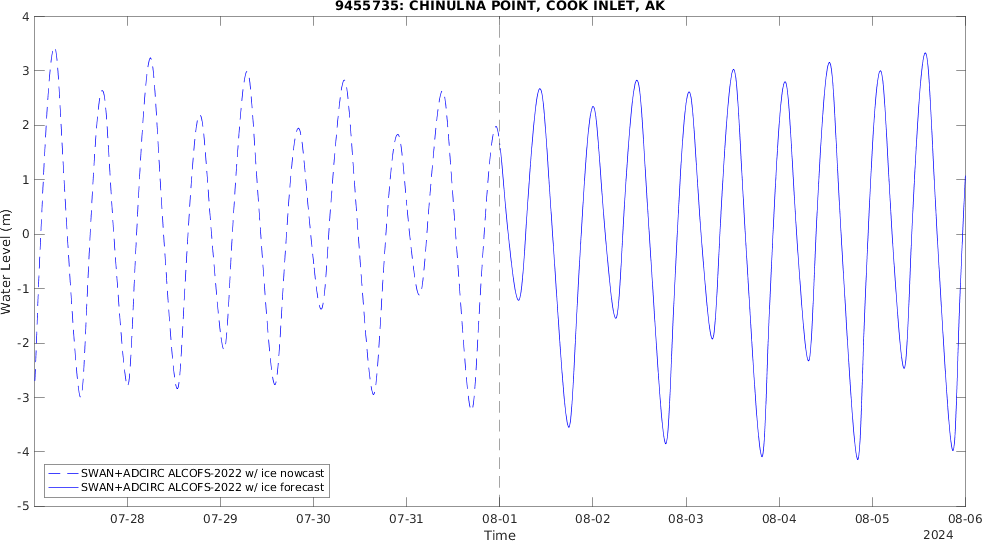 9455735: CHINULNA POINT, COOK INLET, AK
4
3
2
1
0
-1
-2
-3
-4
-5
Water Level (m)
SWAN+ADCIRC ALCOFS-2022 w/ ice nowcast
SWAN+ADCIRC ALCOFS-2022 w/ ice forecast
07-28 07-29 07-30 07-31 08-01 08-02 08-03 08-04 08-05 08-06
Time
2024